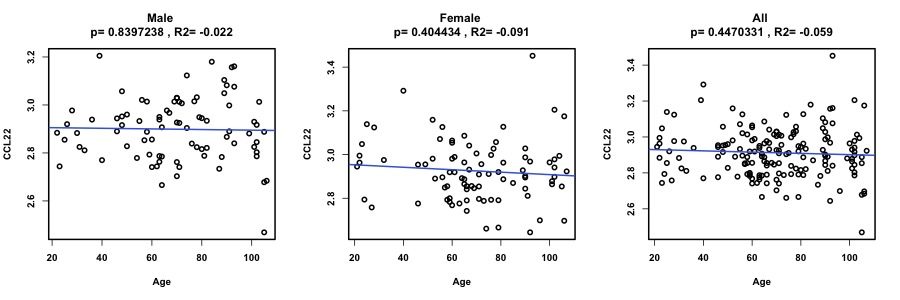 Male
p= 0.8397238 , R2= -0.022
CCL22
3.2
3.0
2.8
2.6
20 40 60 80 100
Age
Female
p= 0.404434 , R2= -0.091
CCL22
3.4
3.2
3.0
2.8
20 40 60 80 100
Age
All
p= 0.4470331 , R2= -0.059
CCL22
3.4
3.2
3.0
2.8
2.6
20 40 60 80 100
Age